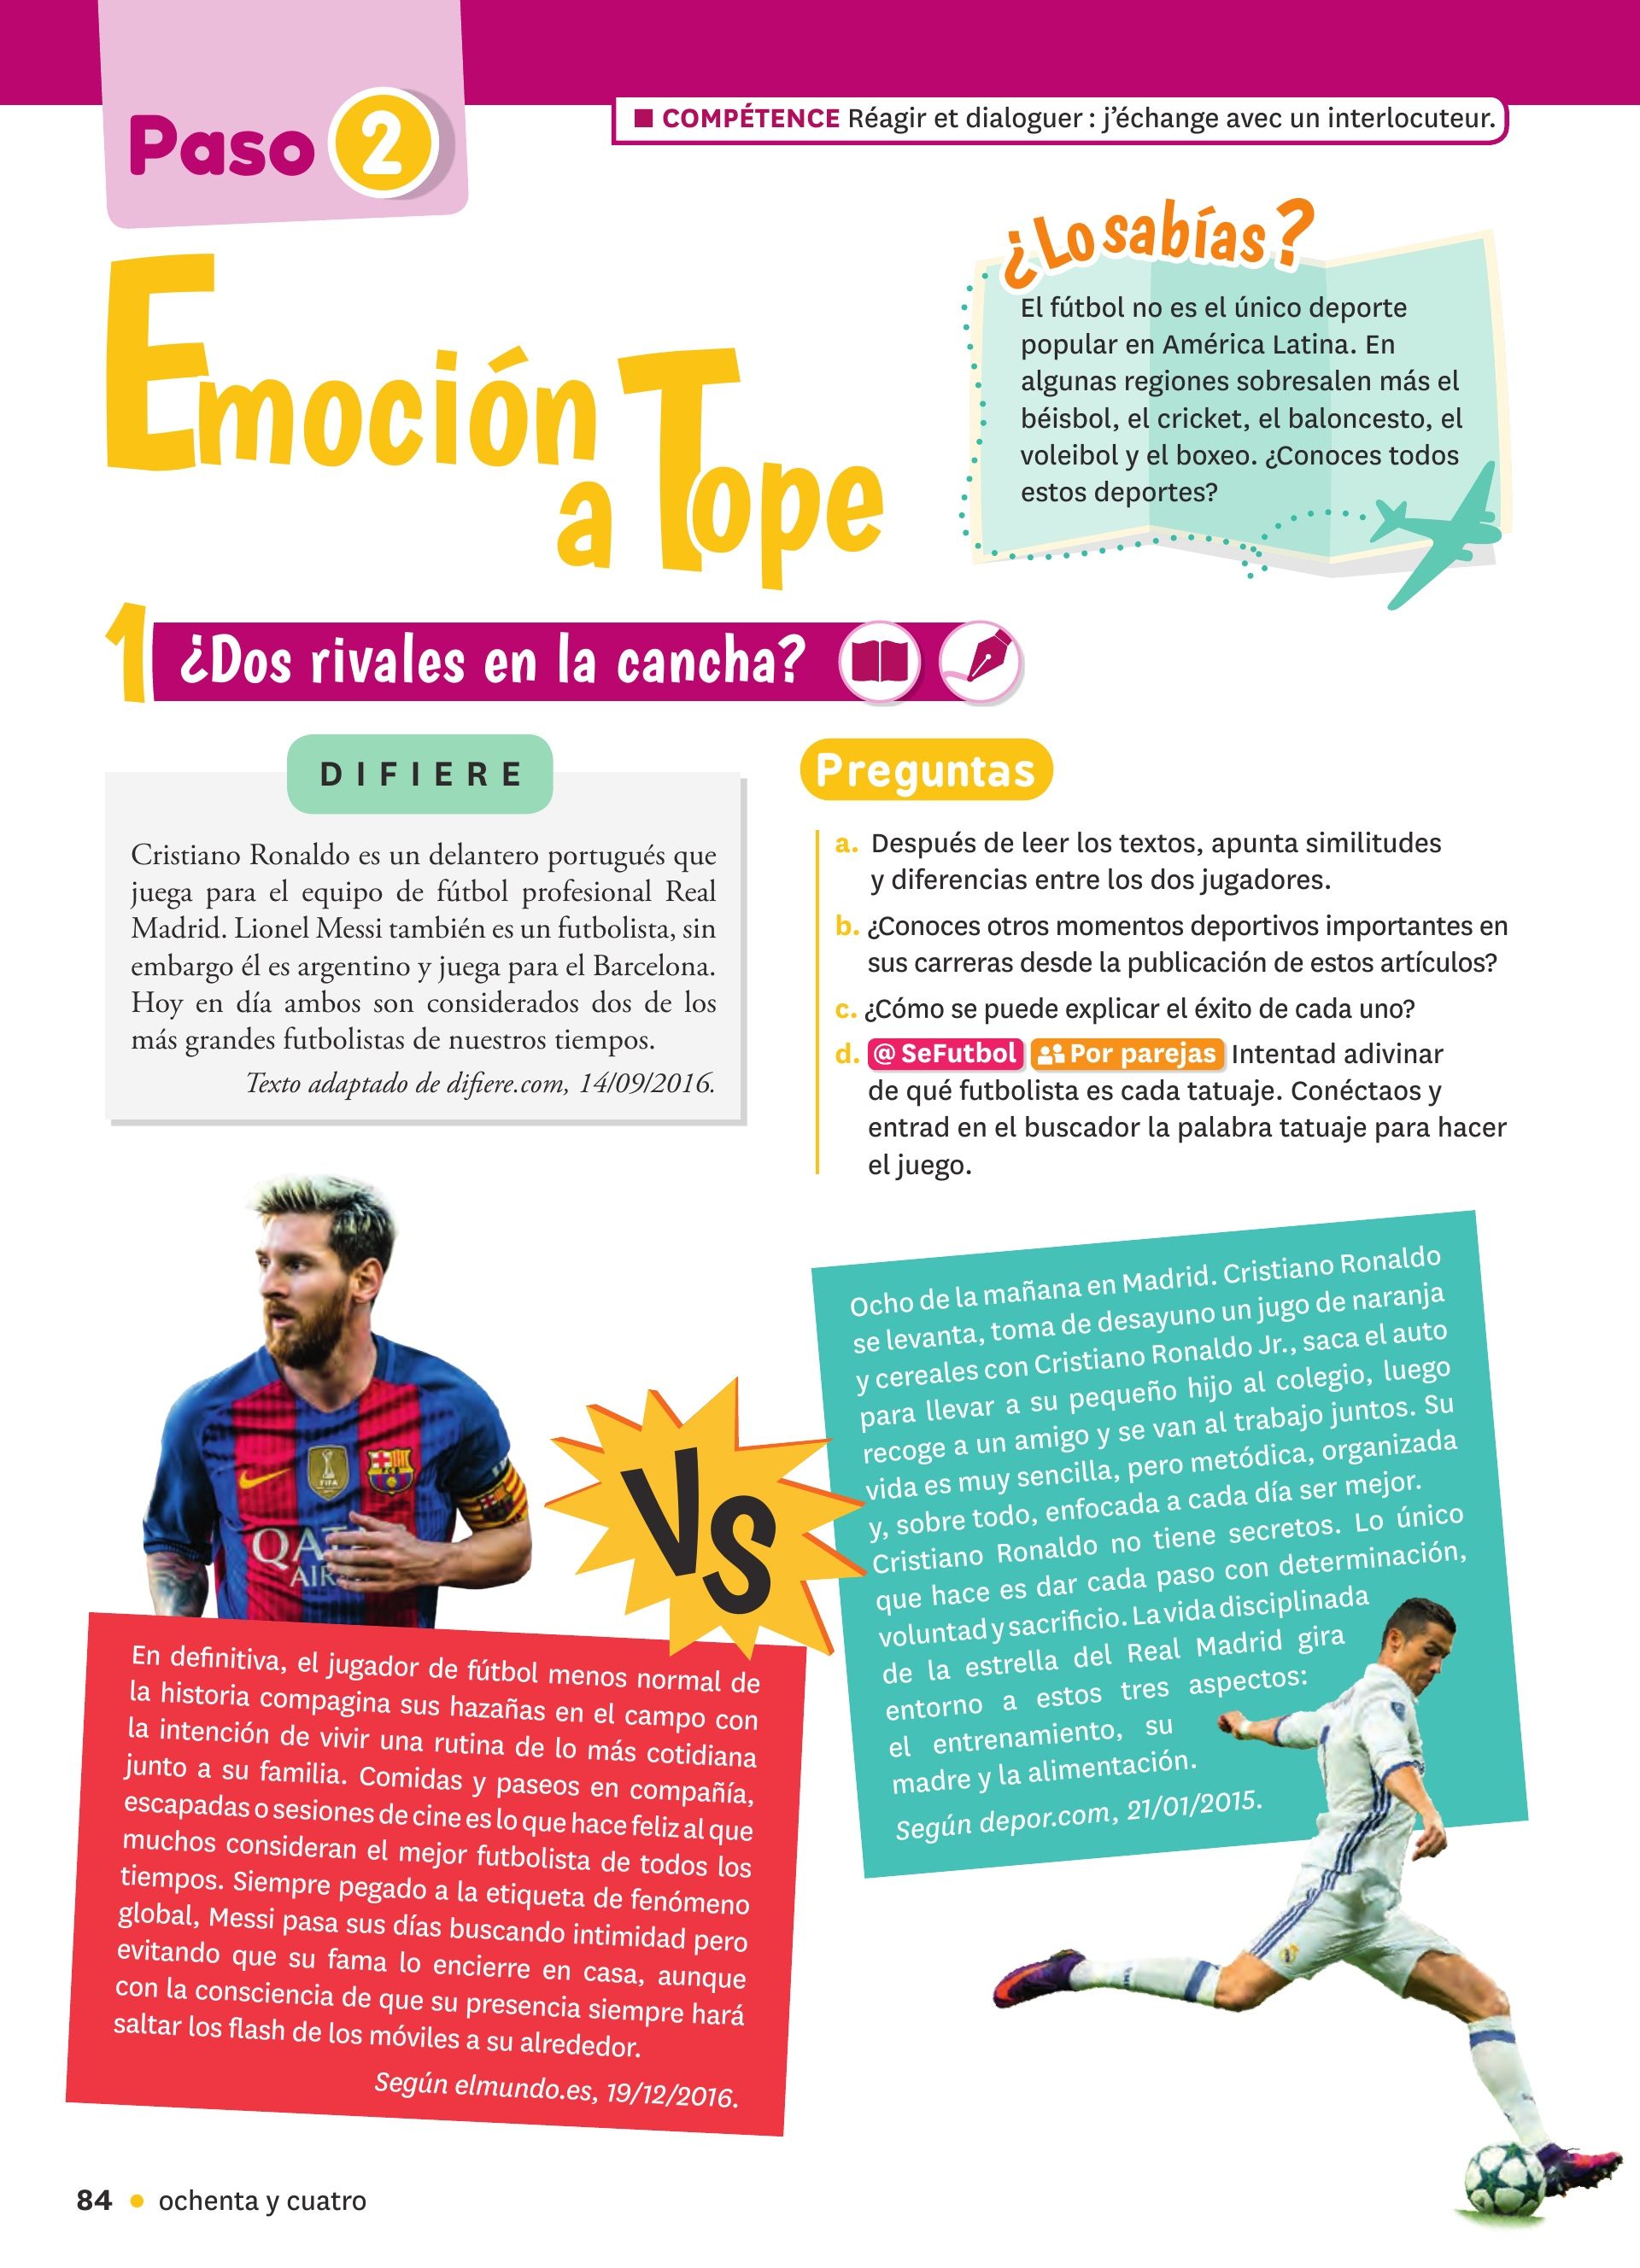 Paso 2
■ COMPÉTENCE Réagir et dialoguer : j'échange avec un interlocuteur.
Emoción
a Tope
¿Lo sabías?
El fútbol no es el único deporte
popular en América Latina. En
algunas regiones sobresalen más el
béisbol, el cricket, el baloncesto, el
voleibol y el boxeo. ¿Conoces todos
estos deportes?
1 ¿Dos rivales en la cancha?
DIFIERE
Cristiano Ronaldo es un delantero portugués que
juega para el equipo de fútbol profesional Real
Madrid. Lionel Messi también es un futbolista, sin
embargo él es argentino y juega para el Barcelona.
Hoy en día ambos son considerados dos de los
más grandes futbolistas de nuestros tiempos.
Texto adaptado de difiere.com, 14/09/2016.
Preguntas
a. Después de leer los textos, apunta similitudes
y diferencias entre los dos jugadores.
b. ¿Conoces otros momentos deportivos importantes en
sus carreras desde la publicación de estos artículos?
c. ¿Cómo se puede explicar el éxito de cada uno?
d. @ SeFutbol Por parejas Intentad adivinar
de qué futbolista es cada tatuaje. Conéctaos y
entrad en el buscador la palabra tatuaje para hacer
el juego.
FIFA
FCB
QAT
AIR
VS
Ocho de la mañana en Madrid. Cristiano Ronaldo
se levanta, toma de desayuno un jugo de naranja
y cereales con Cristiano Ronaldo Jr., saca el auto
para llevar a su pequeño hijo al colegio, luego
recoge a un amigo y se van al trabajo juntos. Su
vida es muy sencilla, pero metódica, organizada
y, sobre todo, enfocada a cada día ser mejor.
Cristiano Ronaldo no tiene secretos. Lo único
que hace es dar cada paso con determinación,
voluntad y sacrificio. La vida disciplinada
de la estrella del Real Madrid gira
entorno a estos tres aspectos:
el entrenamiento, su
madre y la alimentación.
Según depor.com, 21/01/2015.
En definitiva, el jugador de fútbol menos normal de
la historia compagina sus hazañas en el campo con
la intención de vivir una rutina de lo más cotidiana
junto a su familia. Comidas y paseos en compañía,
escapadas o sesiones de cine es lo que hace feliz al que
muchos consideran el mejor futbolista de todos los
tiempos. Siempre pegado a la etiqueta de fenómeno
global, Messi pasa sus días buscando intimidad pero
evitando que su fama lo encierre en casa, aunque
con la consciencia de que su presencia siempre hará
saltar los flash de los móviles a su alrededor.
Según elmundo.es, 19/12/2016.
84 • ochenta y cuatro